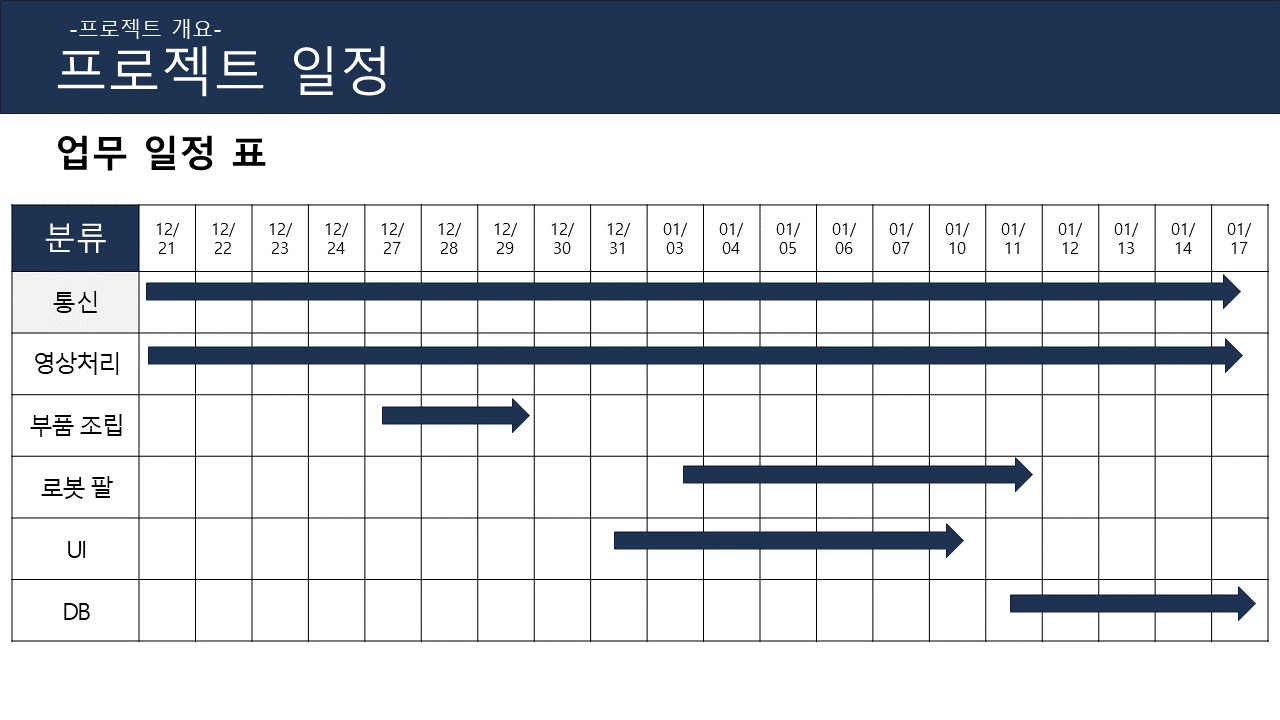 -프로젝트 개요-
프로젝트 일정
업무 일정 표
분류 12/21 12/22 12/23 12/24 12/27 12/28 12/29 12/30 12/31 01/03 01/04 01/05 01/06 01/07 01/10 01/11 01/12 01/13 01/14 01/17
통신
영상처리
부품 조립
로봇 팔
UI
DB